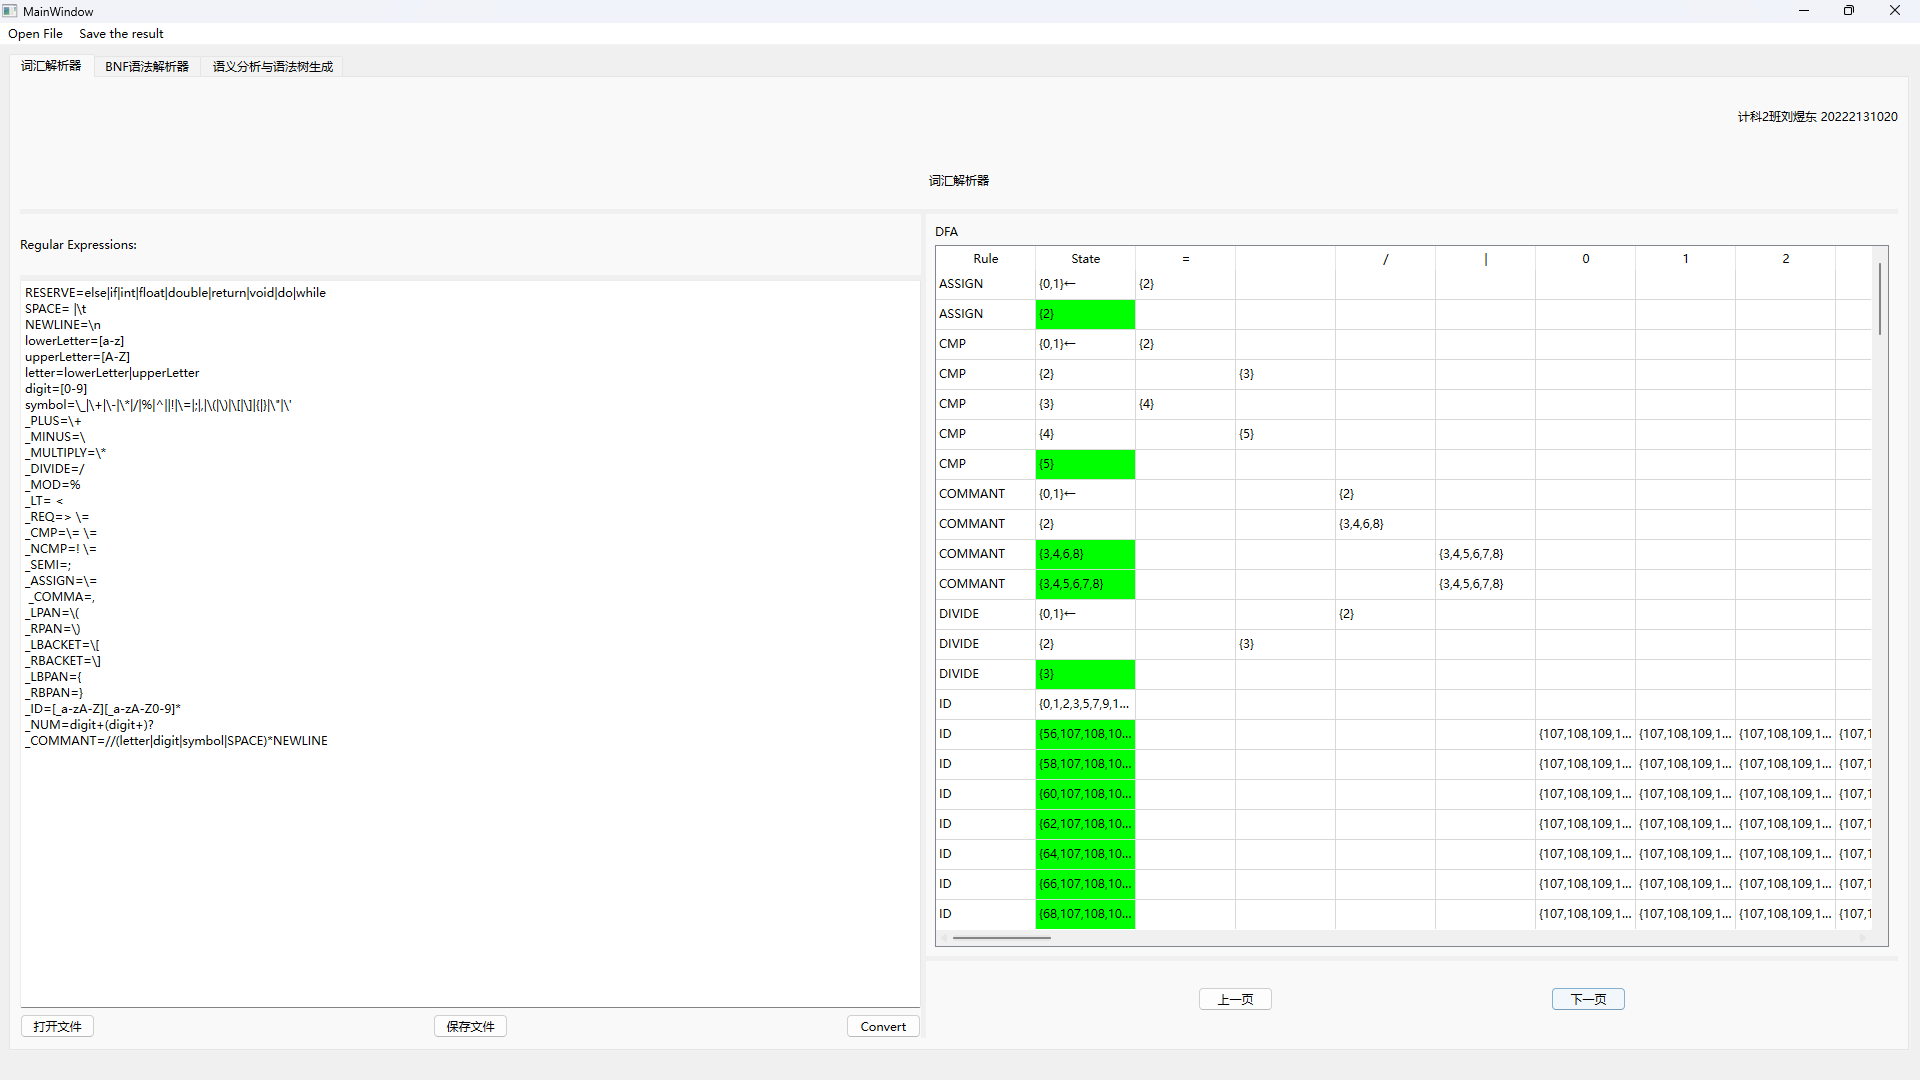 MainWindow
Open File Save the result
词汇解析器 BNF语法解析器 语义分析与语法树生成
计科2班刘煜东 20222131020
词汇解析器
Regular Expressions:
RESERVE=else|if|int|float|double|return|void|do|while
SPACE= |\t
NEWLINE=\n
lowerLetter=[a-z]
upperLetter=[A-Z]
letter=lowerLetter|upperLetter
digit=[0-9]
symbol=\_|\+|\-|\*|/|%|^||!|\=|;|,|\(|\)|\[|\]|{|}|\"|\'
_PLUS=\+
_MINUS=\
_MULTIPLY=\*
_DIVIDE=/
_MOD=%
_LT= <
_REQ=> \=
_CMP=\= \=
_NCMP=! \=
_SEMI=;
_ASSIGN=\=
_COMMA=,
_LPAN=\(
_RPAN=\)
_LBACKET=\[
_RBACKET=\]
_LBPAN={
_RBPAN=}
_ID=[_a-zA-Z][_a-zA-Z0-9]*
_NUM=digit+(digit+)?
_COMMANT=//(letter|digit|symbol|SPACE)*NEWLINE
打开文件 保存文件 Convert
DFA
Rule State = / | 0 1 2
ASSIGN {0,1}← {2}
ASSIGN {2}
CMP {0,1}← {2}
CMP {2} {3}
CMP {3} {4}
CMP {4} {5}
CMP {5}
COMMANT {0,1}← {2}
COMMANT {2} {3,4,6,8}
COMMANT {3,4,6,8} {3,4,5,6,7,8}
COMMANT {3,4,5,6,7,8} {3,4,5,6,7,8}
DIVIDE {0,1}← {2}
DIVIDE {2} {3}
DIVIDE {3}
ID {0,1,2,3,5,7,9,1...
ID {56,107,108,10... {107,108,109,1... {107,108,109,1... {107,108,109,1... {107,1
ID {58,107,108,10... {107,108,109,1... {107,108,109,1... {107,108,109,1... {107,1
ID {60,107,108,10... {107,108,109,1... {107,108,109,1... {107,108,109,1... {107,1
ID {62,107,108,10... {107,108,109,1... {107,108,109,1... {107,108,109,1... {107,1
ID {64,107,108,10... {107,108,109,1... {107,108,109,1... {107,108,109,1... {107,1
ID {66,107,108,10... {107,108,109,1... {107,108,109,1... {107,108,109,1... {107,1
ID {68,107,108,10... {107,108,109,1... {107,108,109,1... {107,108,109,1... {107,1
上一页 下一页